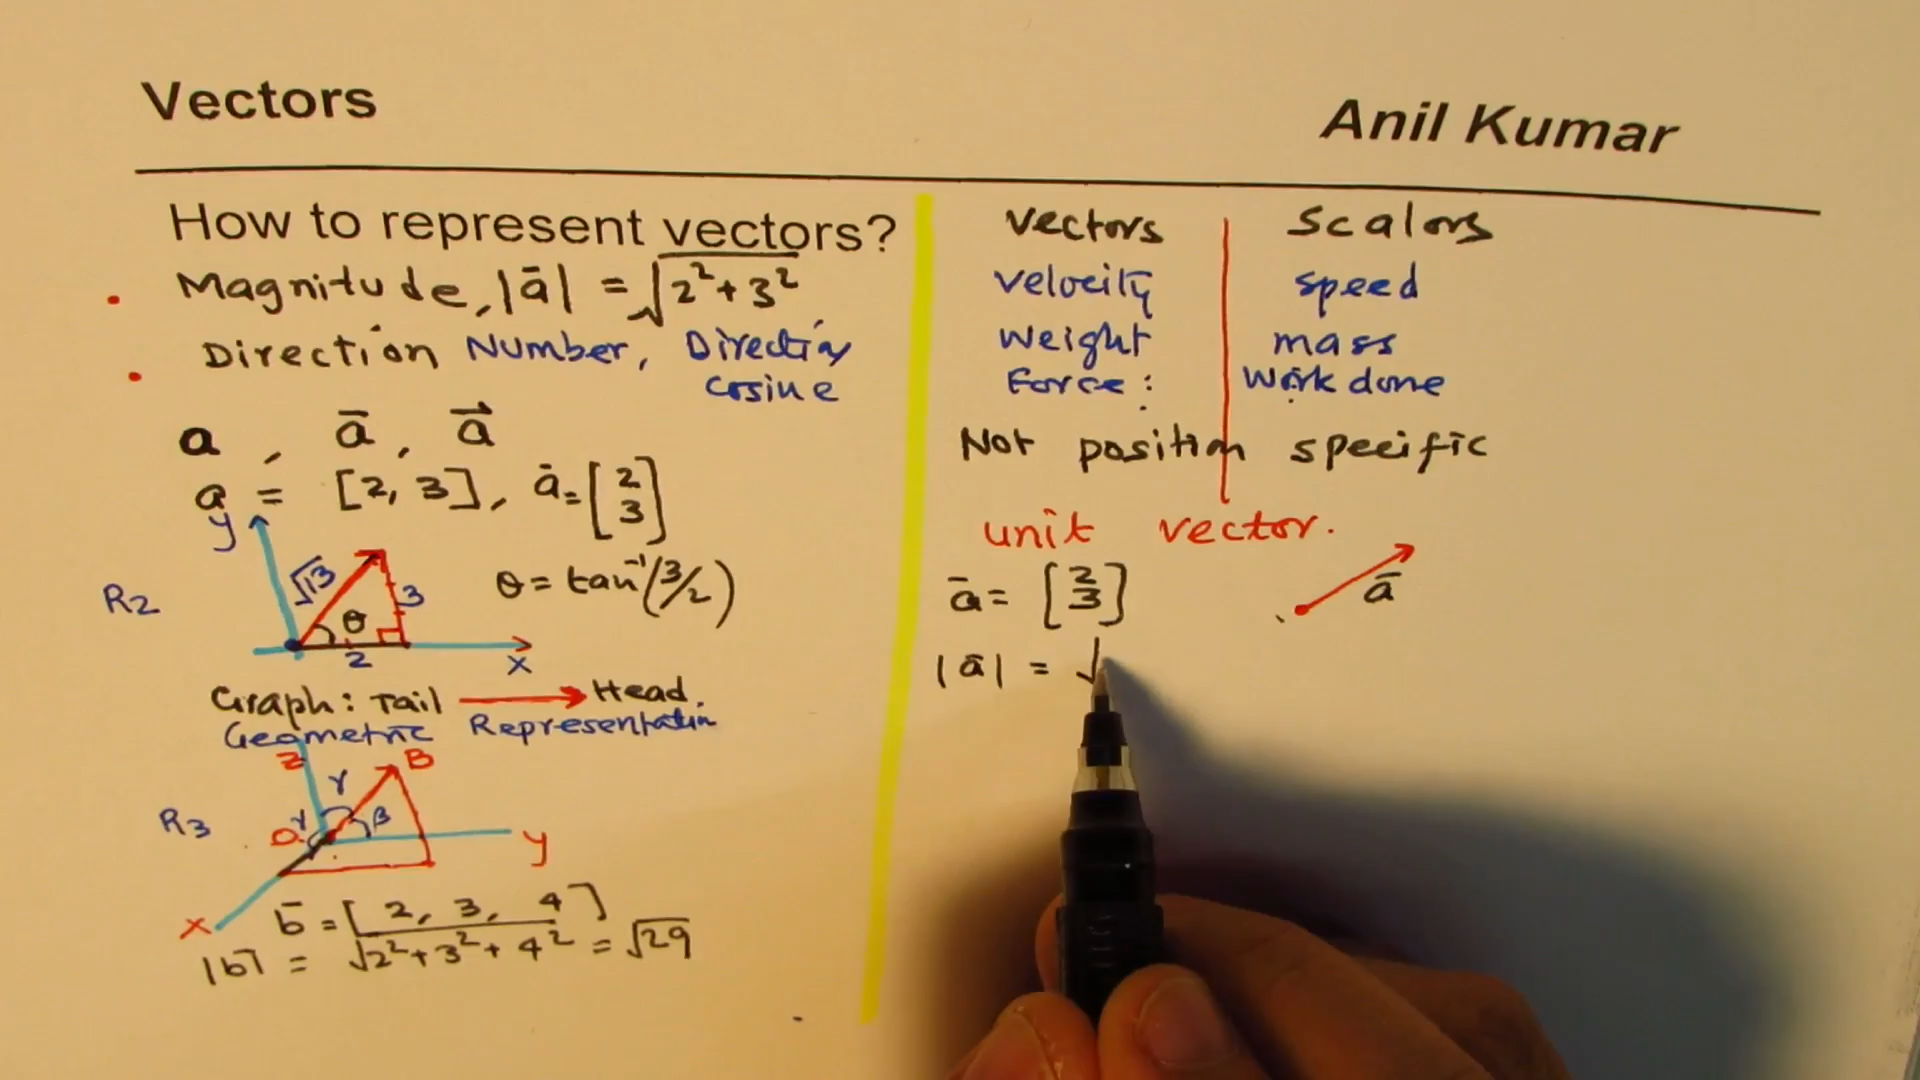 Vectors
Anil Kumar
How to represent vectors?
Magnitude, |ā| = √2²+3²
Direction Number, Direction
Cosine
a , ā , a⃗
a = [2, 3], ā = [2
3]
y
√13
θ
3
2
x
R2
θ = tan⁻¹(3/2)
Graph: Tail → Head.
Geometric Representation
z
B
γ
β
O
y
R3
x
b̄ = [2, 3, 4]
|b| = √2²+3²+4² = √29
vectors | Scalors
velocity | speed
Weight | mass
Force: | Work done
Not position specific
unit vector.
ā = [2
3]
ā
|ā| = √